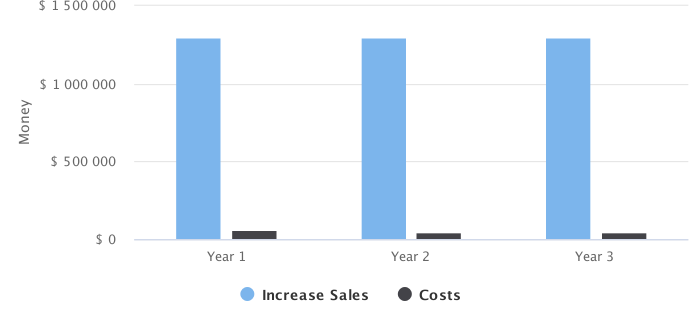 $ 1 500 000
$ 1 000 000
$ 500 000
$ 0
Money
Year 1
Year 2
Year 3
Increase Sales
Costs